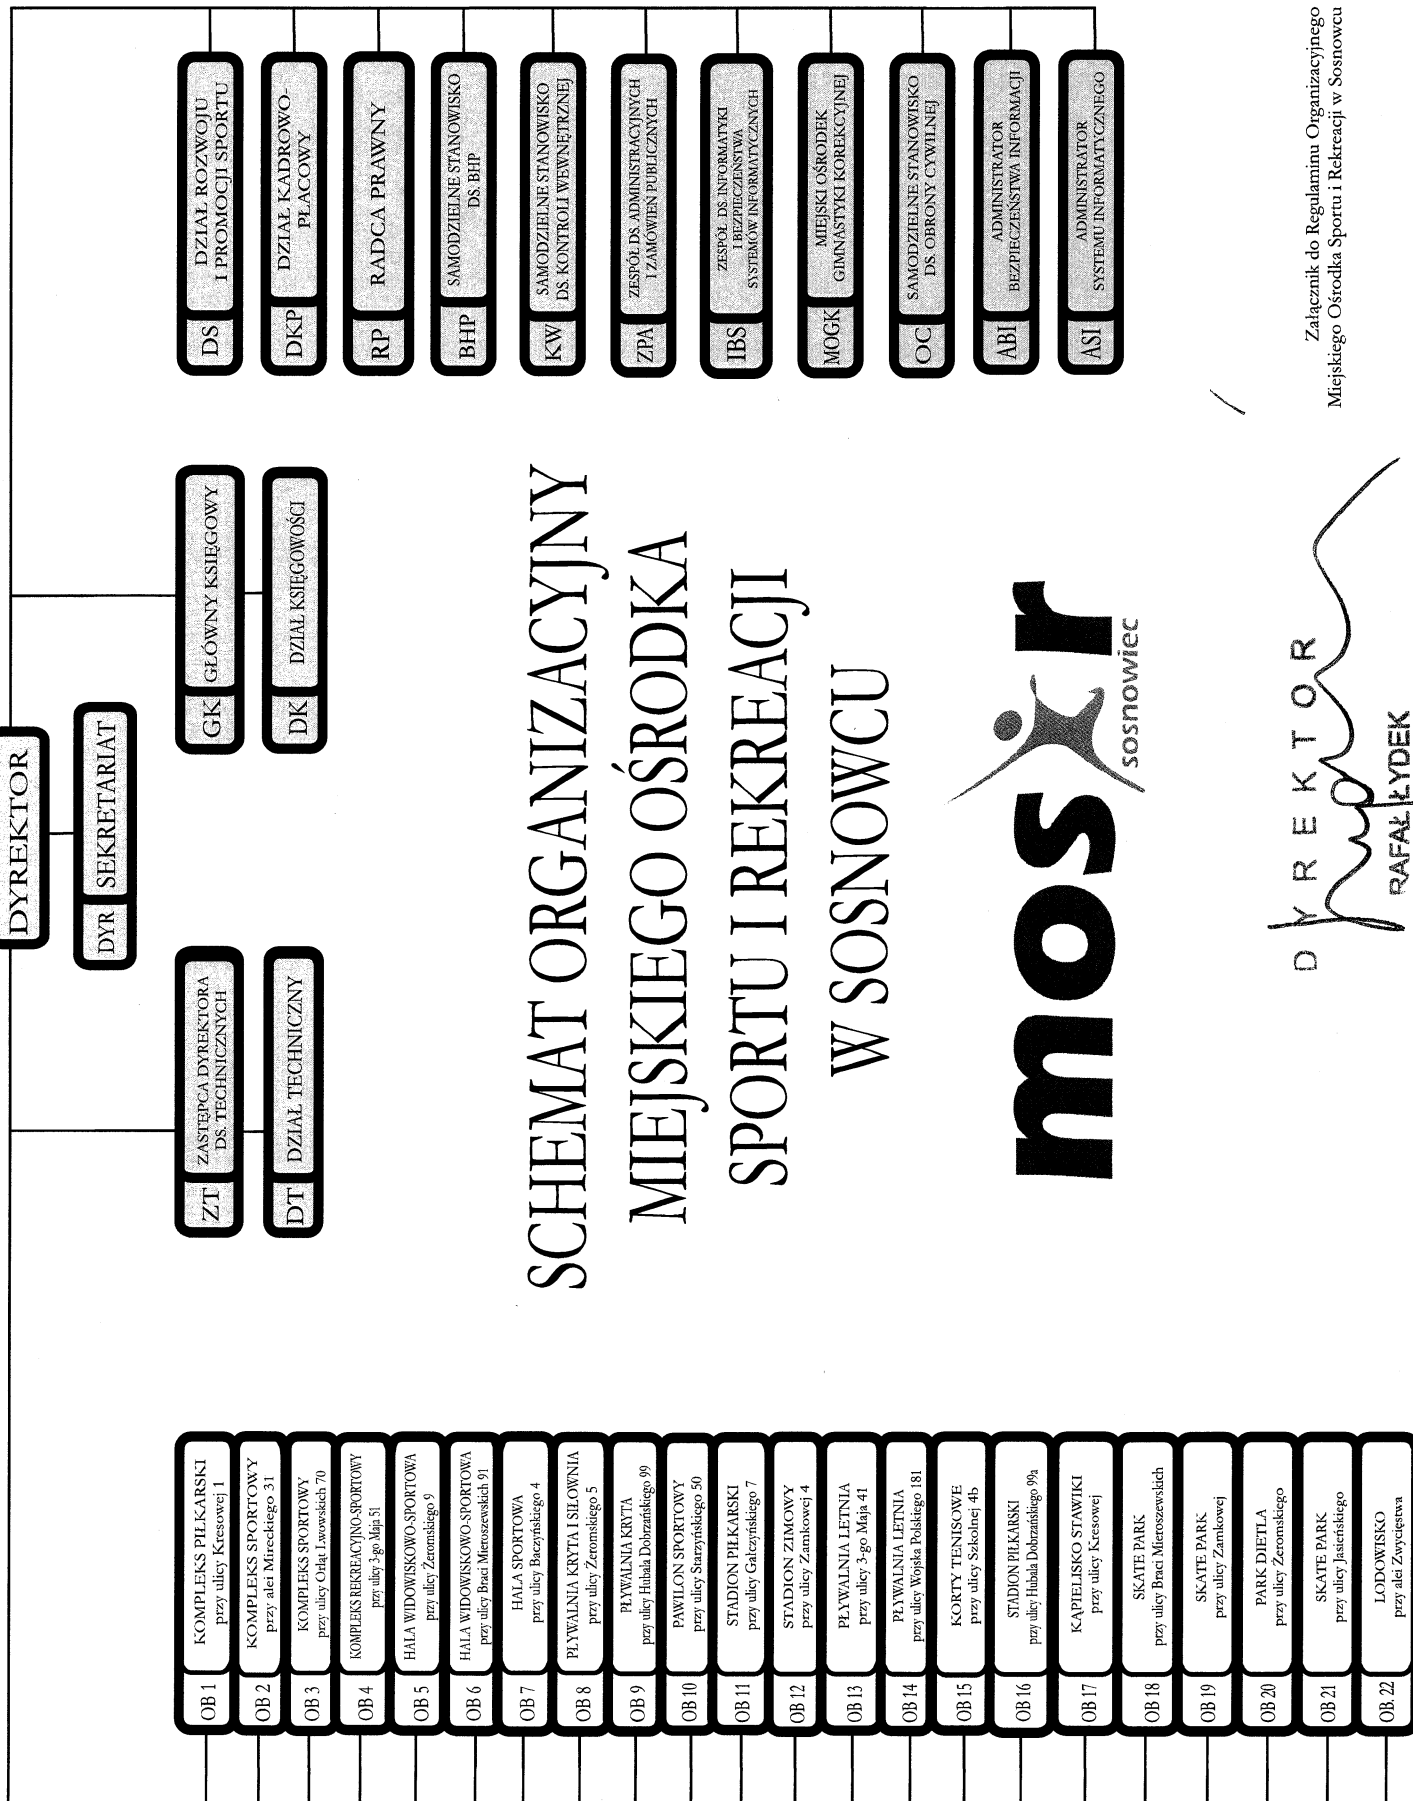 DYREKTOR
DYR SEKRETARIAT
OB 1 KOMPLEKS PIŁKARSKI
przy ulicy Kresowej 1
OB 2 KOMPLEKS SPORTOWY
przy alei Mireckiego 31
OB 3 KOMPLEKS SPORTOWY
przy ulicy Orląt Lwowskich 70
OB 4 KOMPLEKS REKREACYJNO-SPORTOWY
przy ulicy 3-go Maja 51
OB 5 HALA WIDOWISKOWO-SPORTOWA
przy ulicy Żeromskiego 9
OB 6 HALA WIDOWISKOWO-SPORTOWA
przy ulicy Braci Mieroszewskich 91
OB 7 HALA SPORTOWA
przy ulicy Baczyńskiego 4
OB 8 PŁYWALNIA KRYTA I SIŁOWNIA
przy ulicy Żeromskiego 5
OB 9 PŁYWALNIA KRYTA
przy ulicy Hubala Dobrzańskiego 99
OB 10 PAWILON SPORTOWY
przy ulicy Starzyńskiego 50
OB 11 STADION PIŁKARSKI
przy ulicy Gałczyńskiego 7
OB 12 STADION ZIMOWY
przy ulicy Zamkowej 4
OB 13 PŁYWALNIA LETNIA
przy ulicy 3-go Maja 41
OB 14 PŁYWALNIA LETNIA
przy ulicy Wojska Polskiego 181
OB 15 KORTY TENISOWE
przy ulicy Szkolnej 4b
OB 16 STADION PIŁKARSKI
przy ulicy Hubala Dobrzańskiego 99a
OB 17 KĄPIELISKO STAWIKI
przy ulicy Kresowej
OB 18 SKATE PARK
przy ulicy Braci Mieroszewskich
OB 19 SKATE PARK
przy ulicy Zamkowej
OB 20 PARK DIETLA
przy ulicy Żeromskiego
OB 21 SKATE PARK
przy ulicy Jasieńskiego
OB 22 LODOWISKO
przy alei Zwycięstwa
ZT ZASTĘPCA DYREKTORA
DS. TECHNICZNYCH
DT DZIAŁ TECHNICZNY
GK GŁÓWNY KSIĘGOWY
DK DZIAŁ KSIĘGOWOŚCI
DS DZIAŁ ROZWOJU
I PROMOCJI SPORTU
DKP DZIAŁ KADROWO-
PŁACOWY
RP RADCA PRAWNY
BHP SAMODZIELNE STANOWISKO
DS. BHP
KW SAMODZIELNE STANOWISKO
DS. KONTROLI WEWNĘTRZNEJ
ZPA ZESPÓŁ DS. ADMINISTRACYJNYCH
I ZAMÓWIEŃ PUBLICZNYCH
IBS ZESPÓŁ DS. INFORMATYKI
I BEZPIECZEŃSTWA
SYSTEMÓW INFORMATYCZNYCH
MOGK MIEJSKI OŚRODEK
GIMNASTYKI KOREKCYJNEJ
OC SAMODZIELNE STANOWISKO
DS. OBRONY CYWILNEJ
ABI ADMINISTRATOR
BEZPIECZEŃSTWA INFORMACJI
ASI ADMINISTRATOR
SYSTEMU INFORMATYCZNEGO
SCHEMAT ORGANIZACYJNY
MIEJSKIEGO OŚRODKA
SPORTU I REKREACJI
W SOSNOWCU
mosir
sosnowiec
DYREKTOR
RAFAŁ ŁYDEK
Załącznik do Regulaminu Organizacyjnego
Miejskiego Ośrodka Sportu i Rekreacji w Sosnowcu